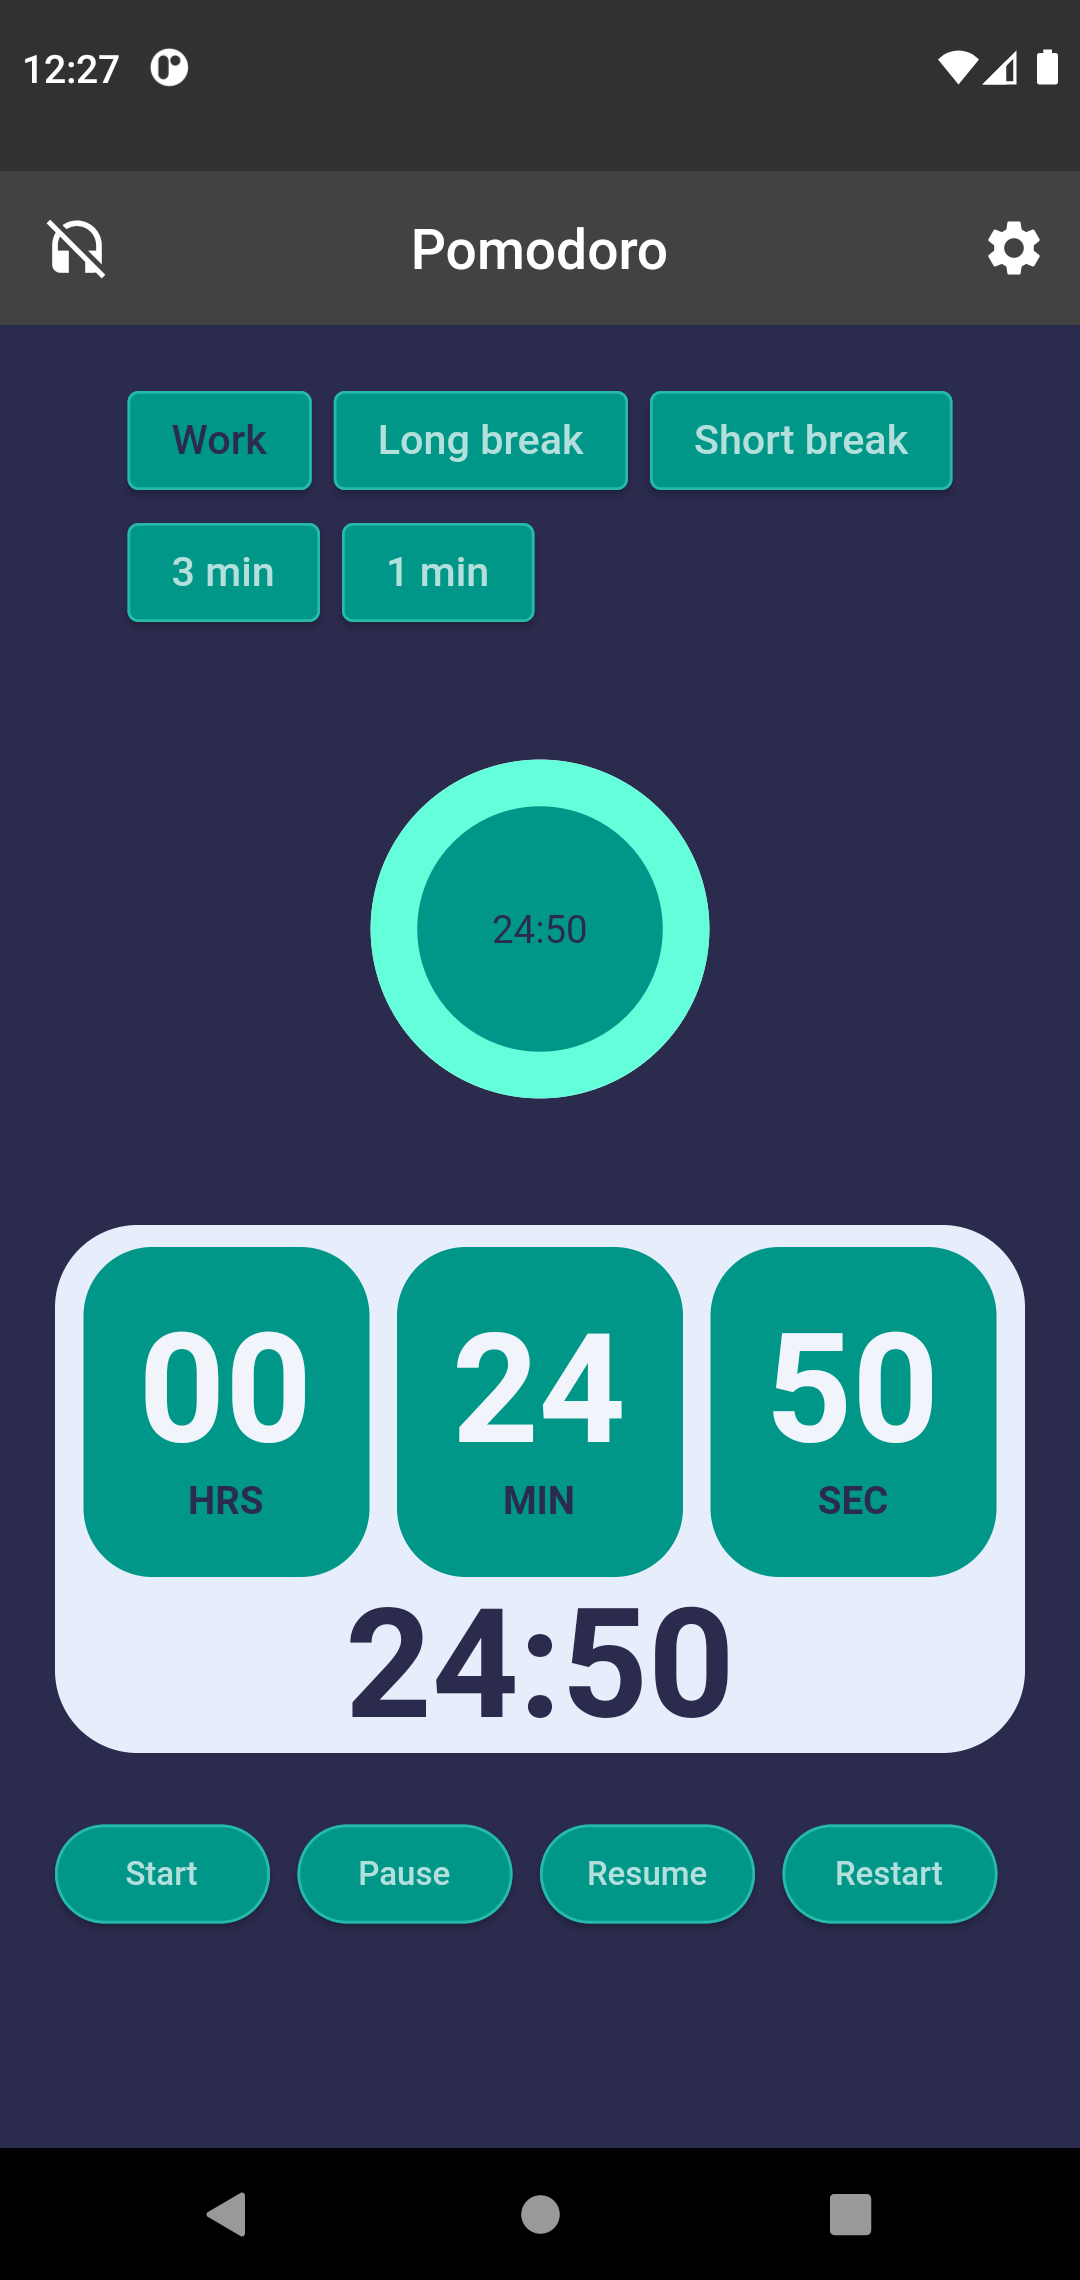 12:27
Pomodoro
Work Long break Short break
3 min 1 min
24:50
00 24 50
HRS MIN SEC
24:50
Start Pause Resume Restart